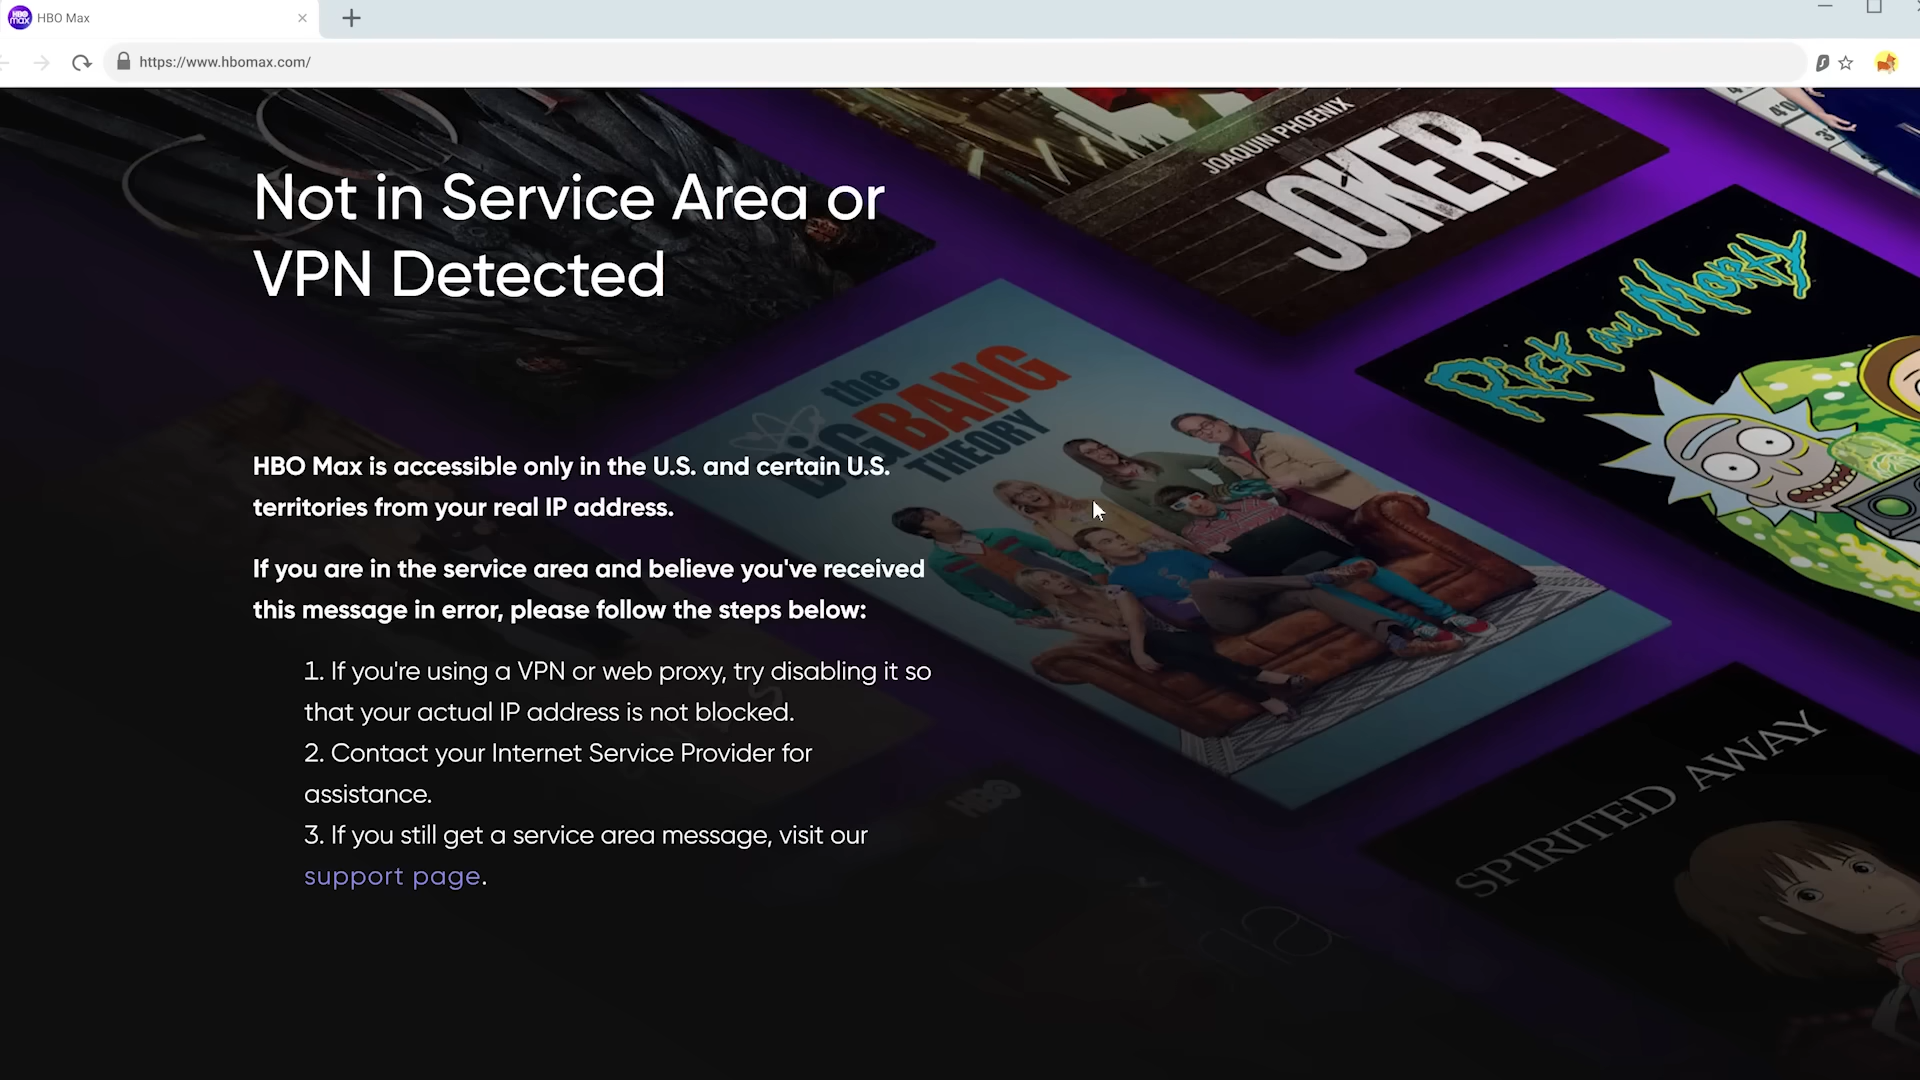 HBO Max
https://www.hbomax.com/
Not in Service Area or
VPN Detected
HBO Max is accessible only in the U.S. and certain U.S.
territories from your real IP address.
If you are in the service area and believe you've received
this message in error, please follow the steps below:
1. If you're using a VPN or web proxy, try disabling it so
that your actual IP address is not blocked.
2. Contact your Internet Service Provider for
assistance.
3. If you still get a service area message, visit our
support page.
JOAQUIN PHOENIX
JOKER
4'0
3'
Rick and Morty
the
BIG BANG
THEORY
SPIRITED AWAY
HBO